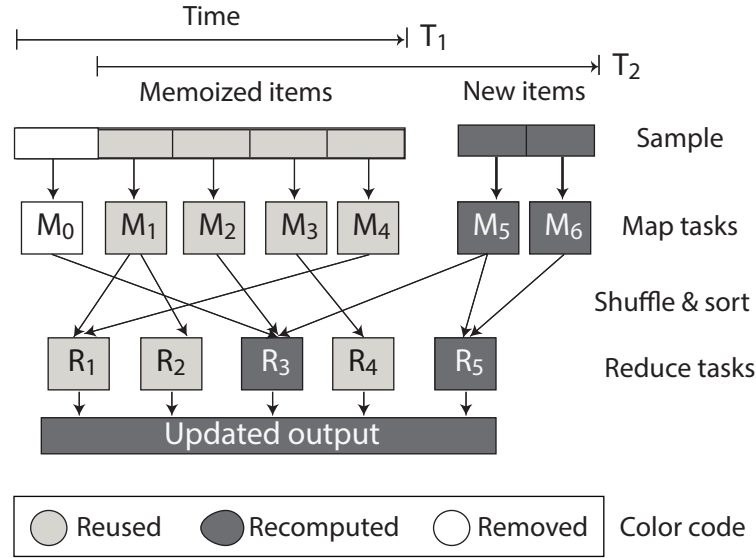 Time
T1
T2
Memoized items
New items
Sample
M0 M1 M2 M3 M4 M5 M6
Map tasks
Shuffle & sort
R1 R2 R3 R4 R5
Reduce tasks
Updated output
Reused Recomputed Removed
Color code